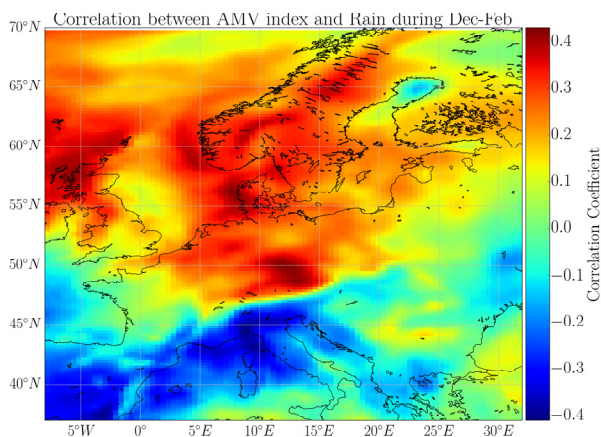 Correlation between AMV index and Rain during Dec-Feb
70°N
65°N
60°N
55°N
50°N
45°N
40°N
5°W 0° 5°E 10°E 15°E 20°E 25°E 30°E
0.4
0.3
0.2
0.1
0.0
−0.1
−0.2
−0.3
−0.4
Correlation Coefficient